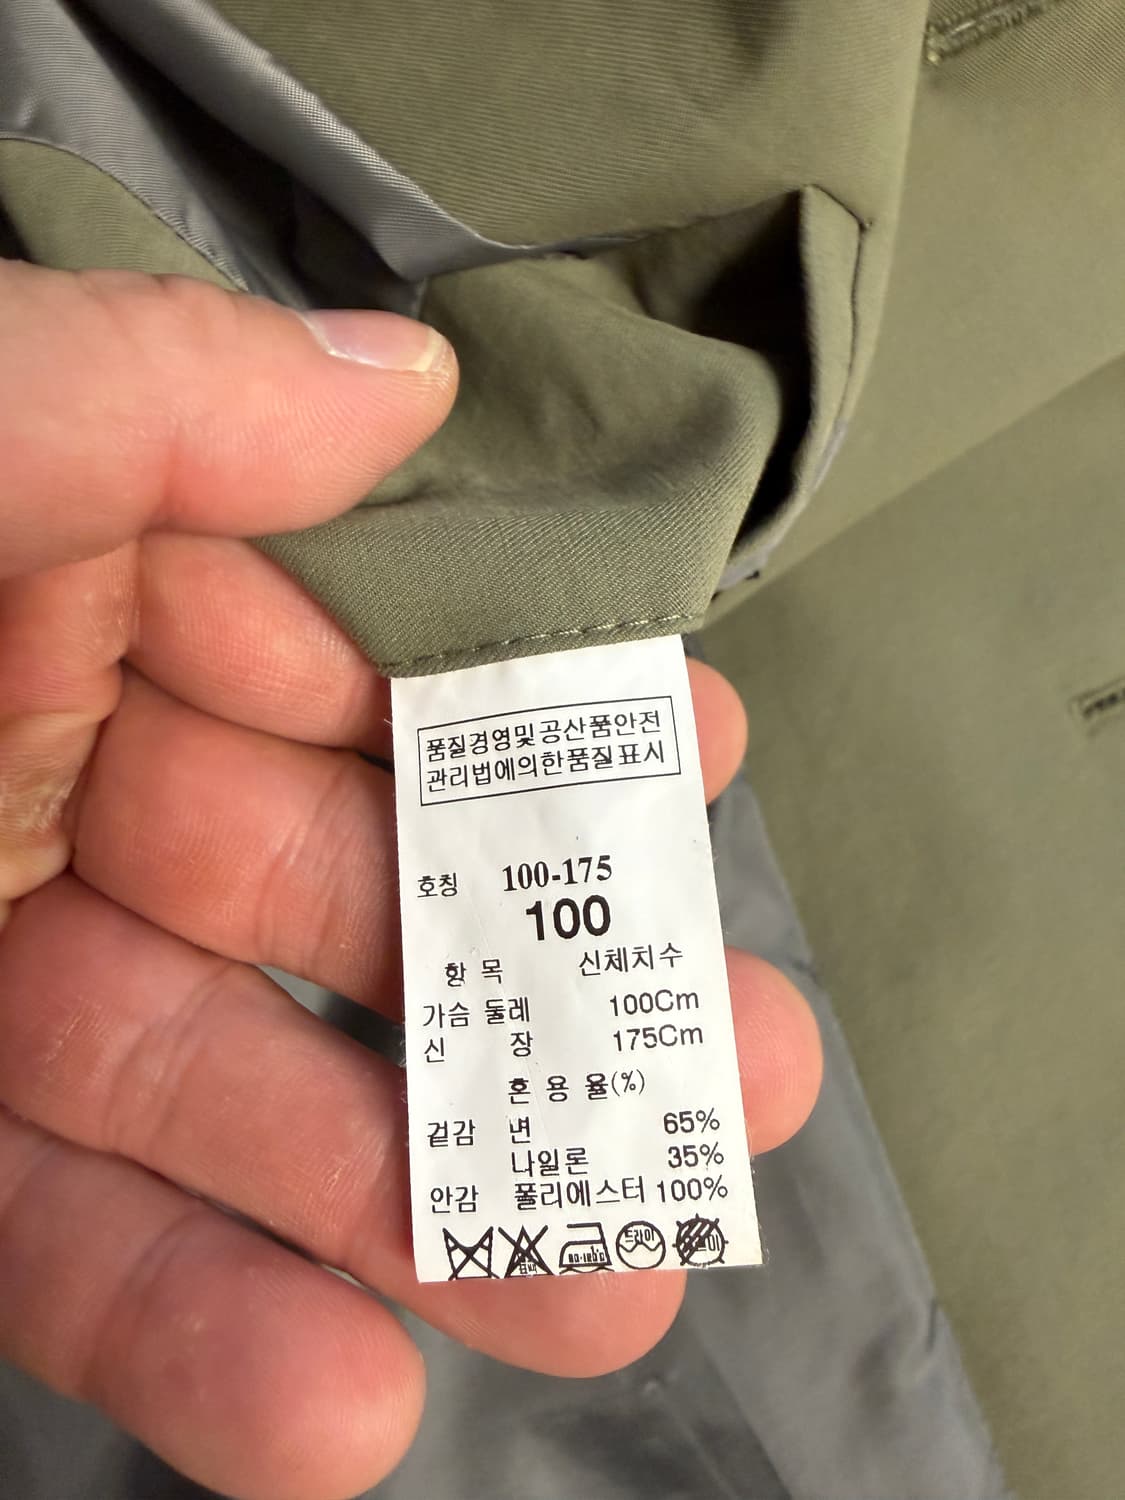 품질경영및공산품안전
관리법에의한품질표시
호칭 100-175
100
항 목 신체치수
가슴 둘레 100Cm
신 장 175Cm
혼 용 율(%)
겉감 면 65%
나일론 35%
안감 폴리에스터 100%
드라이